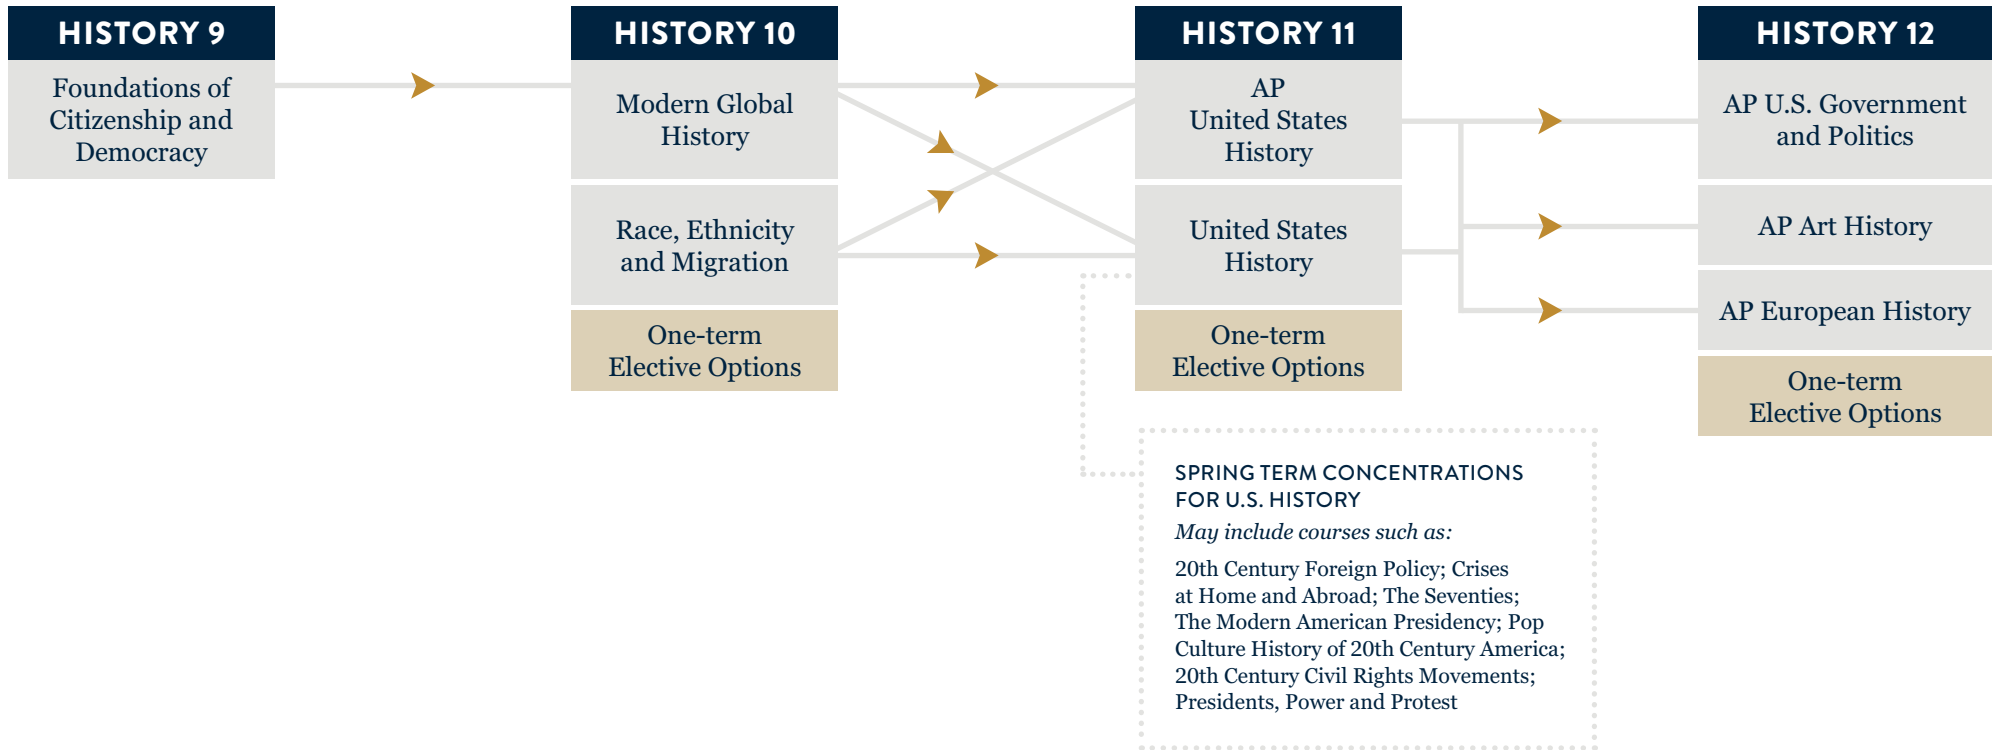 HISTORY 9
Foundations of
Citizenship and
Democracy
HISTORY 10
Modern Global
History
Race, Ethnicity
and Migration
One-term
Elective Options
HISTORY 11
AP
United States
History
United States
History
One-term
Elective Options
SPRING TERM CONCENTRATIONS
FOR U.S. HISTORY
May include courses such as:
20th Century Foreign Policy; Crises
at Home and Abroad; The Seventies;
The Modern American Presidency; Pop
Culture History of 20th Century America;
20th Century Civil Rights Movements;
Presidents, Power and Protest
HISTORY 12
AP U.S. Government
and Politics
AP Art History
AP European History
One-term
Elective Options